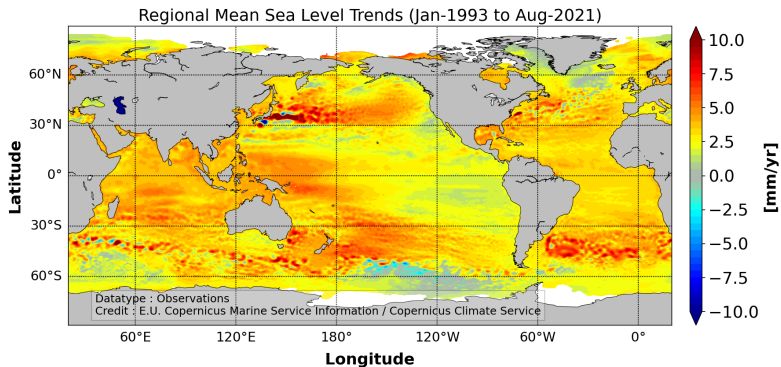 Regional Mean Sea Level Trends (Jan-1993 to Aug-2021)
60°N
30°N
0°
30°S
60°S
Latitude
60°E
120°E
180°
120°W
60°W
0°
Longitude
10.0
7.5
5.0
2.5
0.0
−2.5
−5.0
−7.5
−10.0
[mm/yr]
Datatype : Observations
Credit : E.U. Copernicus Marine Service Information / Copernicus Climate Service